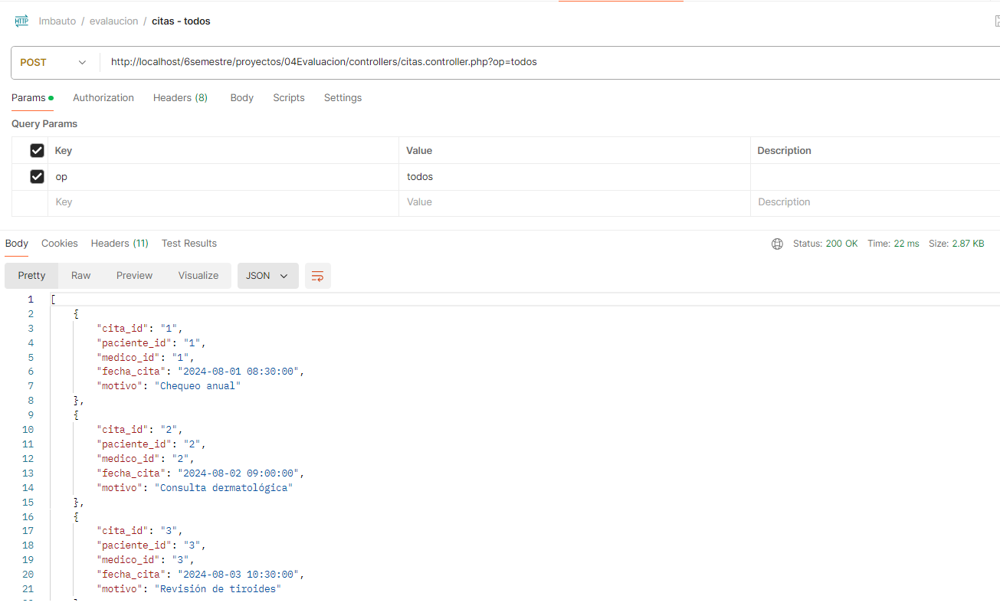 HTTP Imbauto / evalaucion / citas - todos
POST http://localhost/6semestre/proyectos/04Evaluacion/controllers/citas.controller.php?op=todos
Params Authorization Headers (8) Body Scripts Settings
Query Params
Key Value Description
op todos
Key Value Description
Body Cookies Headers (11) Test Results Status: 200 OK Time: 22 ms Size: 2.87 KB
Pretty Raw Preview Visualize JSON
1 [
2 {
3 "cita_id": "1",
4 "paciente_id": "1",
5 "medico_id": "1",
6 "fecha_cita": "2024-08-01 08:30:00",
7 "motivo": "Chequeo anual"
8 },
9 {
10 "cita_id": "2",
11 "paciente_id": "2",
12 "medico_id": "2",
13 "fecha_cita": "2024-08-02 09:00:00",
14 "motivo": "Consulta dermatológica"
15 },
16 {
17 "cita_id": "3",
18 "paciente_id": "3",
19 "medico_id": "3",
20 "fecha_cita": "2024-08-03 10:30:00",
21 "motivo": "Revisión de tiroides"